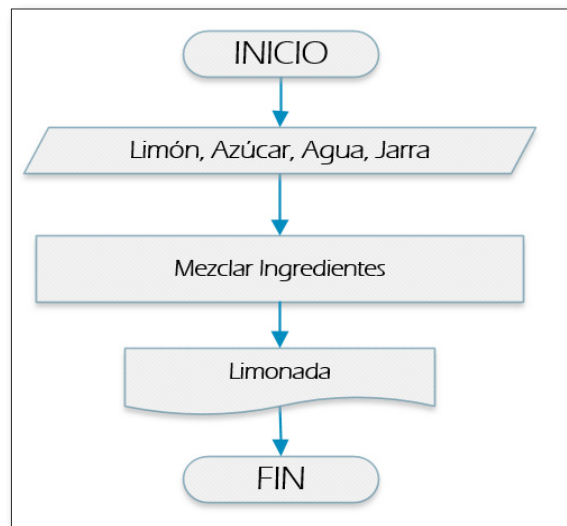 INICIO
Limón, Azúcar, Agua, Jarra
Mezclar Ingredientes
Limonada
FIN